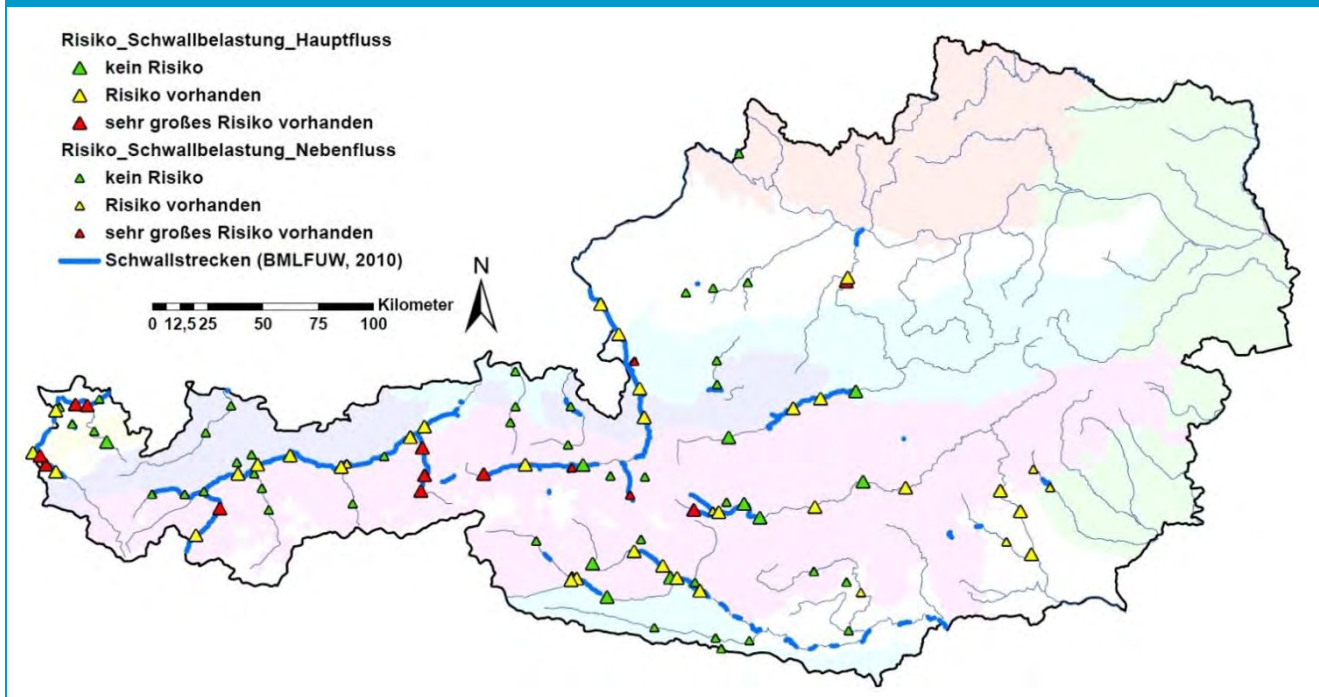 Risiko_Schwallbelastung_Hauptfluss
kein Risiko
Risiko vorhanden
sehr großes Risiko vorhanden
Risiko_Schwallbelastung_Nebenfluss
kein Risiko
Risiko vorhanden
sehr großes Risiko vorhanden
Schwallstrecken (BMLFUW, 2010)
N
Kilometer
0 12,5 25 50 75 100